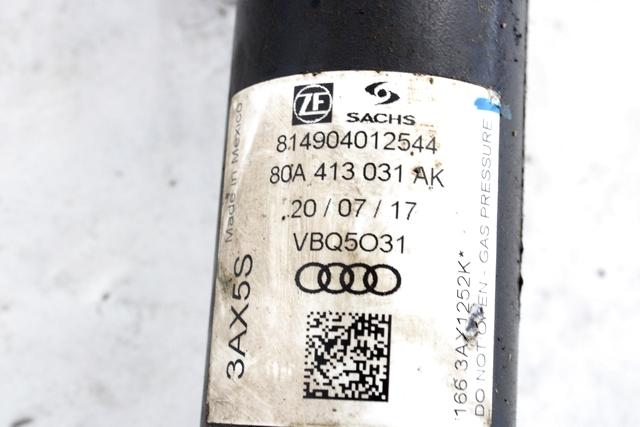 ZF
SACHS
814904012544
80A 413 031 AK
20/07/17
VBQ5O31
Made in Mexico
3AX5S
*166 3AX1252K*
DO NOT OPEN - GAS PRESSURE